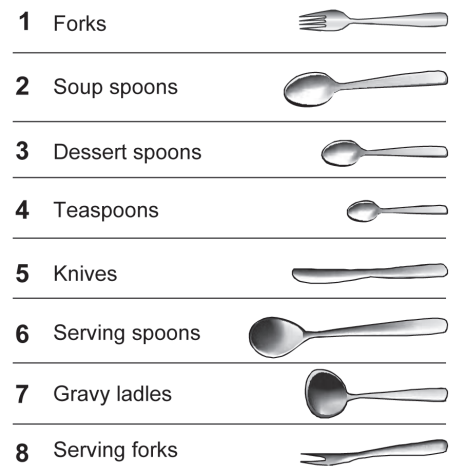 1 Forks
2 Soup spoons
3 Dessert spoons
4 Teaspoons
5 Knives
6 Serving spoons
7 Gravy ladles
8 Serving forks